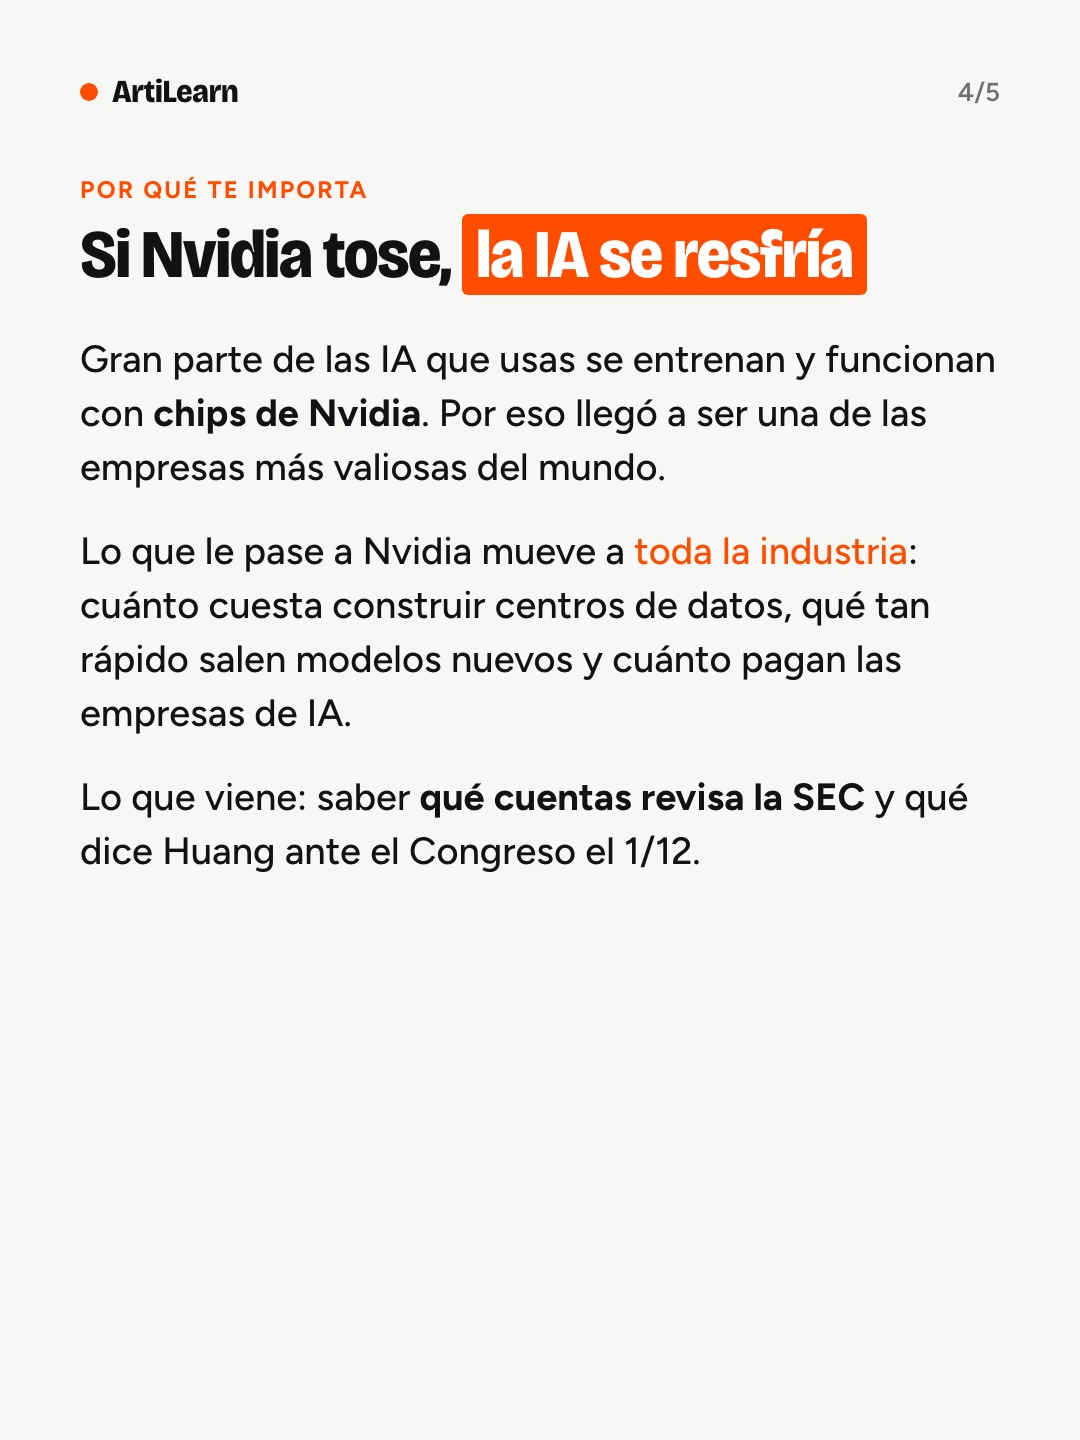 ArtiLearn
4/5
POR QUÉ TE IMPORTA
Si Nvidia tose, la IA se resfría
Gran parte de las IA que usas se entrenan y funcionan
con chips de Nvidia. Por eso llegó a ser una de las
empresas más valiosas del mundo.
Lo que le pase a Nvidia mueve a toda la industria:
cuánto cuesta construir centros de datos, qué tan
rápido salen modelos nuevos y cuánto pagan las
empresas de IA.
Lo que viene: saber qué cuentas revisa la SEC y qué
dice Huang ante el Congreso el 1/12.